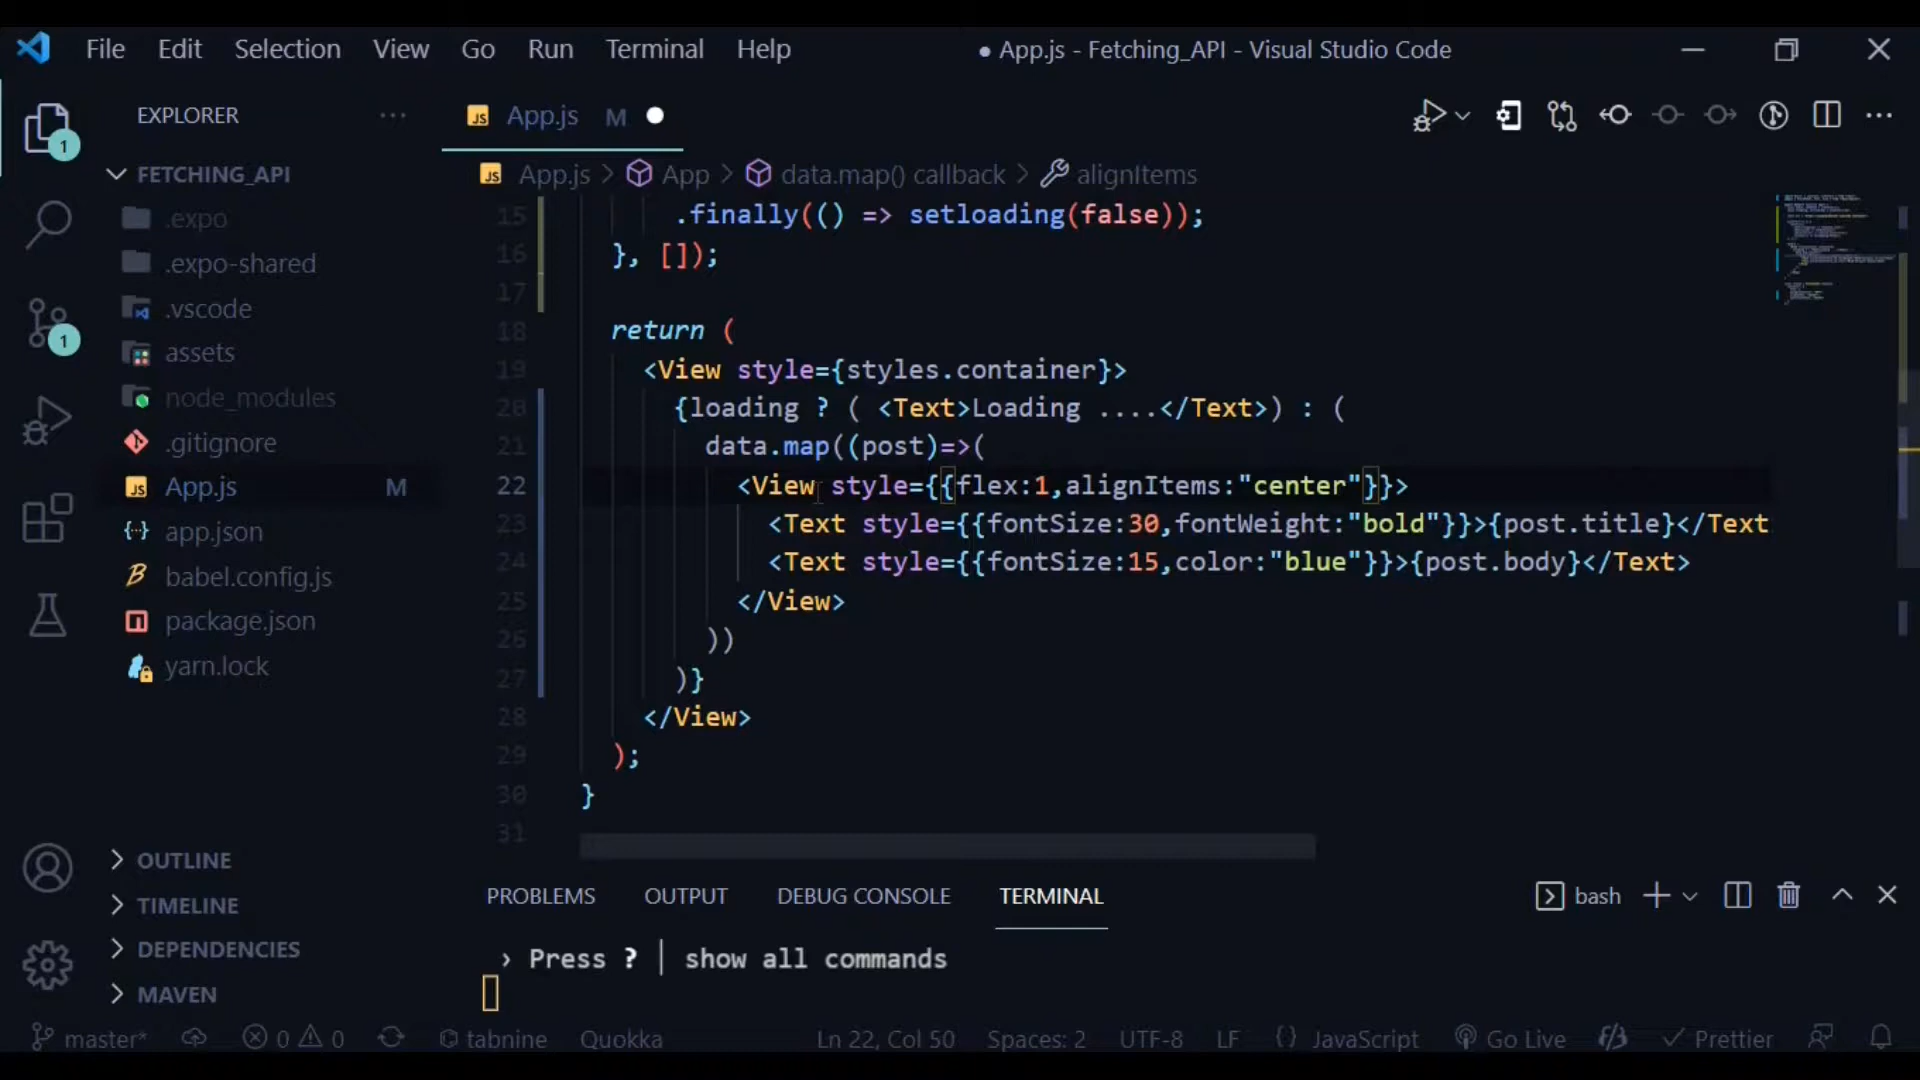 File Edit Selection View Go Run Terminal Help
● App.js - Fetching_API - Visual Studio Code
EXPLORER ...
JS App.js M ●
FETCHING_API
JS App.js > App > data.map() callback > alignItems
.expo
.expo-shared
.vscode
assets
node_modules
.gitignore
JS App.js M
app.json
babel.config.js
package.json
yarn.lock
15 .finally(() => setloading(false));
16 }, []);
17
18 return (
19 <View style={styles.container}>
20 {loading ? ( <Text>Loading ....</Text>) : (
21 data.map((post)=>(
22 <View style={{flex:1,alignItems:"center"}}>
23 <Text style={{fontSize:30,fontWeight:"bold"}}>{post.title}</Text
24 <Text style={{fontSize:15,color:"blue"}}>{post.body}</Text>
25 </View>
26 ))
27 )}
28 </View>
29 );
30 }
31
1
1
OUTLINE
TIMELINE
DEPENDENCIES
MAVEN
PROBLEMS OUTPUT DEBUG CONSOLE TERMINAL
bash
› Press ? │ show all commands
master* 0 0 tabnine Quokka Ln 22, Col 50 Spaces: 2 UTF-8 LF {} JavaScript Go Live Prettier